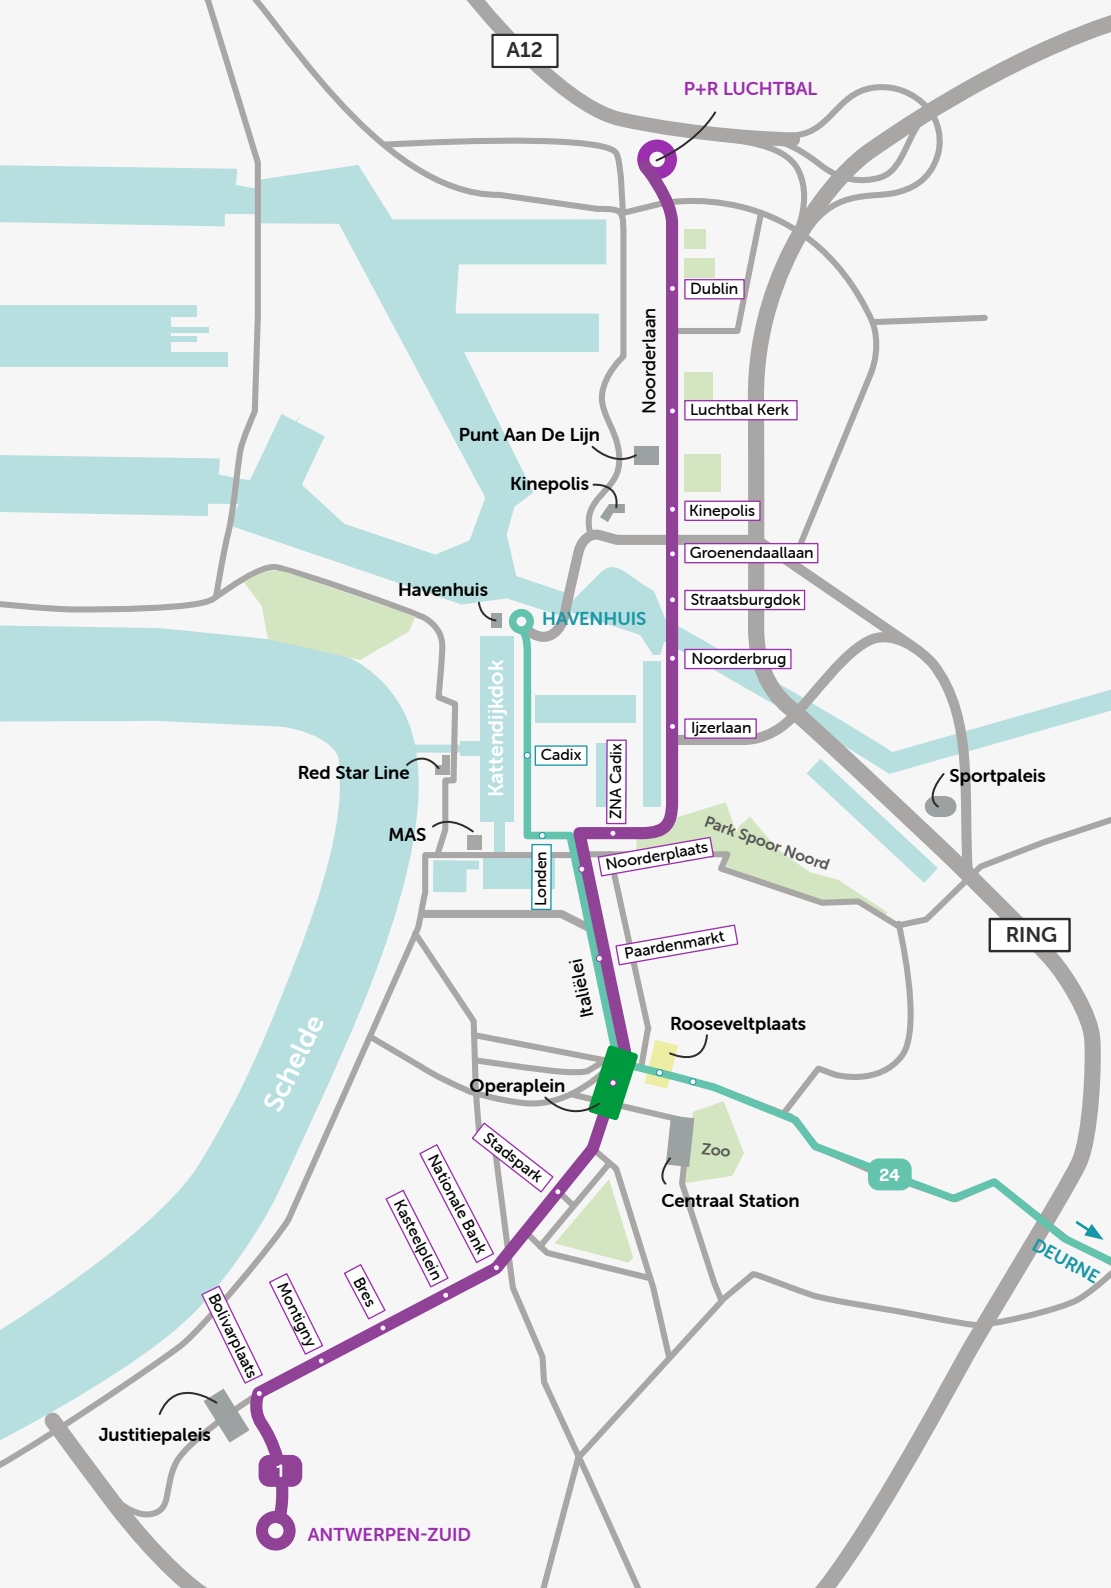 A12
P+R LUCHTBAL
Dublin
Noorderlaan
Luchtbal Kerk
Punt Aan De Lijn
Kinepolis
Kinepolis
Groenendaallaan
Havenhuis
Straatsburgdok
HAVENHUIS
Noorderbrug
Kattendijkdok
Ijzerlaan
Cadix
ZNA Cadix
Red Star Line
Sportpaleis
MAS
Park Spoor Noord
Noorderplaats
Londen
Paardenmarkt
RING
Italiëlei
Schelde
Rooseveltplaats
Operaplein
Stadspark
Zoo
Nationale Bank
24
Centraal Station
Kasteelplein
DEURNE
Bres
Montigny
Bolivarplaats
Justitiepaleis
1
ANTWERPEN-ZUID